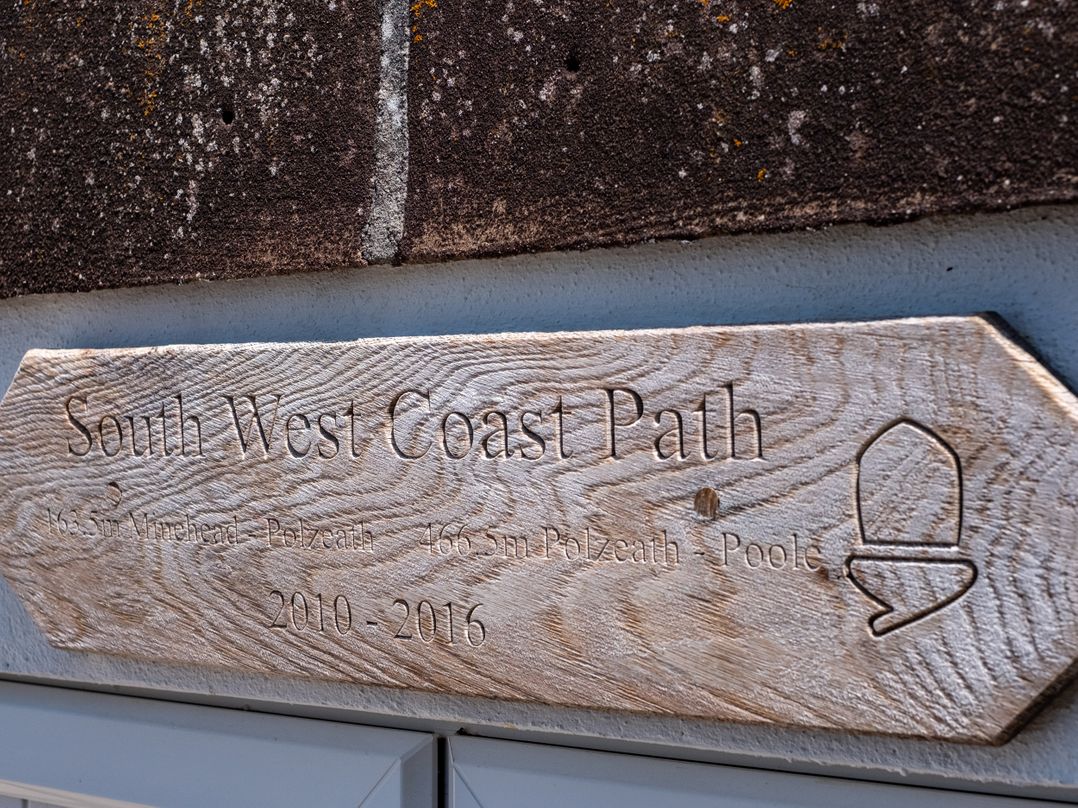 South West Coast Path
163.5m Minehead - Polzeath 466.5m Polzeath - Poole
2010 - 2016